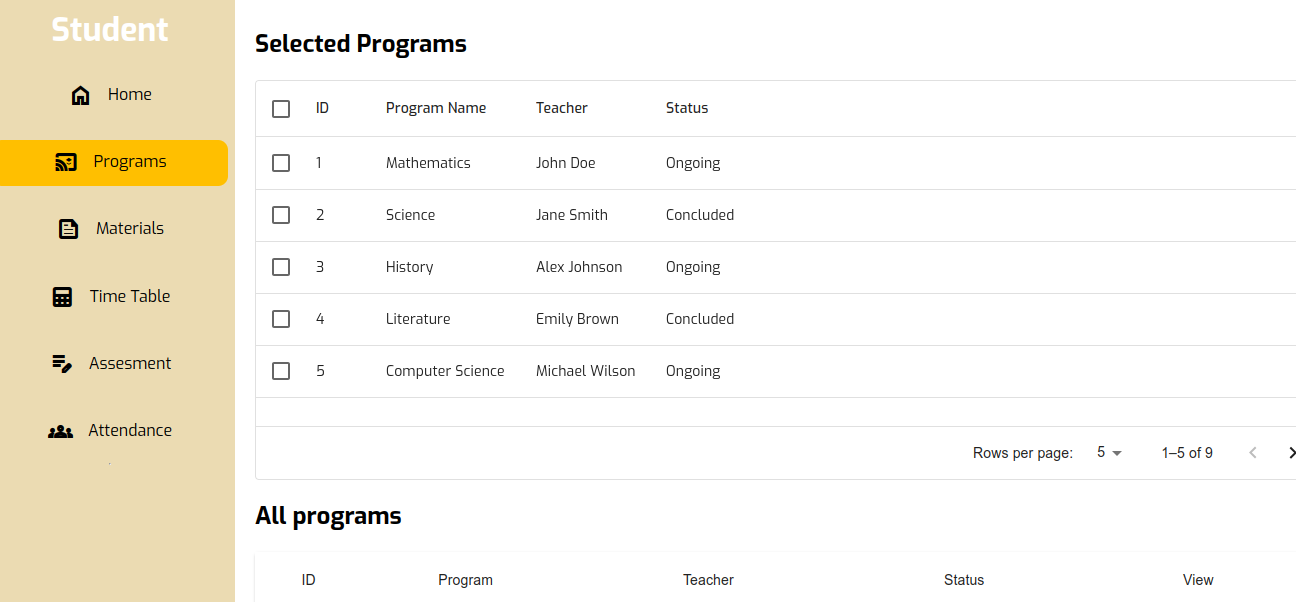 Student
Home
Programs
Materials
Time Table
Assesment
Attendance
Selected Programs
ID Program Name Teacher Status
1 Mathematics John Doe Ongoing
2 Science Jane Smith Concluded
3 History Alex Johnson Ongoing
4 Literature Emily Brown Concluded
5 Computer Science Michael Wilson Ongoing
Rows per page: 5 1–5 of 9
All programs
ID Program Teacher Status View